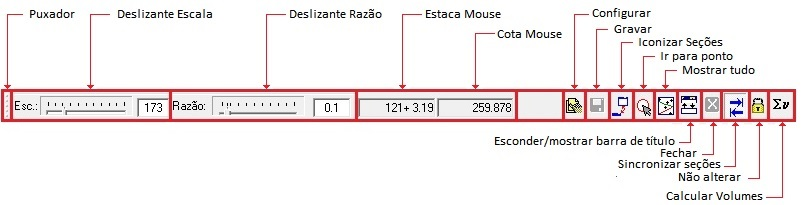 Puxador
Deslizante Escala
Deslizante Razão
Estaca Mouse
Cota Mouse
Configurar
Gravar
Iconizar Seções
Ir para ponto
Mostrar tudo
Esc.: 173 Razão: 0.1 121+ 3.19 259.878 Σv
Esconder/mostrar barra de título
Fechar
Sincronizar seções
Não alterar
Calcular Volumes